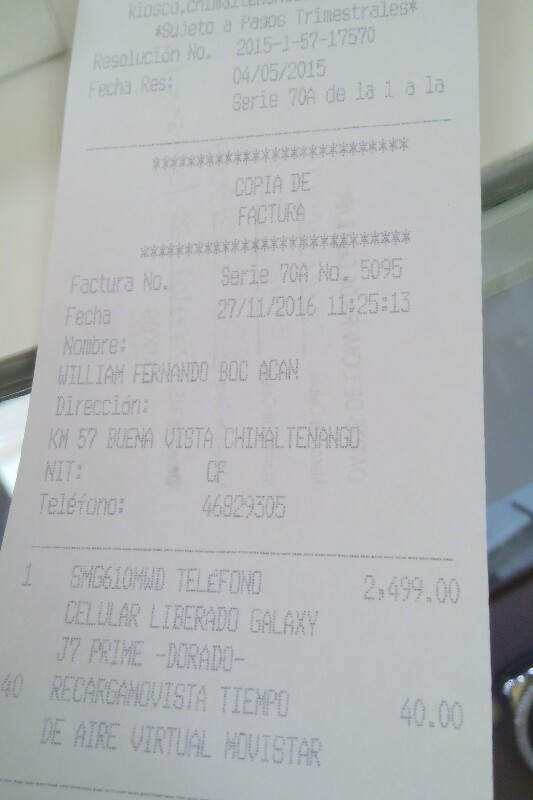 *Sujeto a Pagos Trimestrales*
Resolución No. 2015-1-57-17570
Fecha Res: 04/05/2015
Serie 70A de la 1 a la
**************************
COPIA DE
FACTURA
***************************
Factura No. Serie 70A No. 5095
Fecha 27/11/2016 11:25:13
Nombre:
WILLIAM FERNANDO BOC ACAN
Dirección:
KM 57 BUENA VISTA CHIMALTENANGO
NIT: CF
Teléfono: 46829305
1 SMG610MWD TELÉFONO 2,499.00
CELULAR LIBERADO GALAXY
J7 PRIME -DORADO-
40 RECARGAMOVISTA TIEMPO 40.00
DE AIRE VIRTUAL MOVISTAR